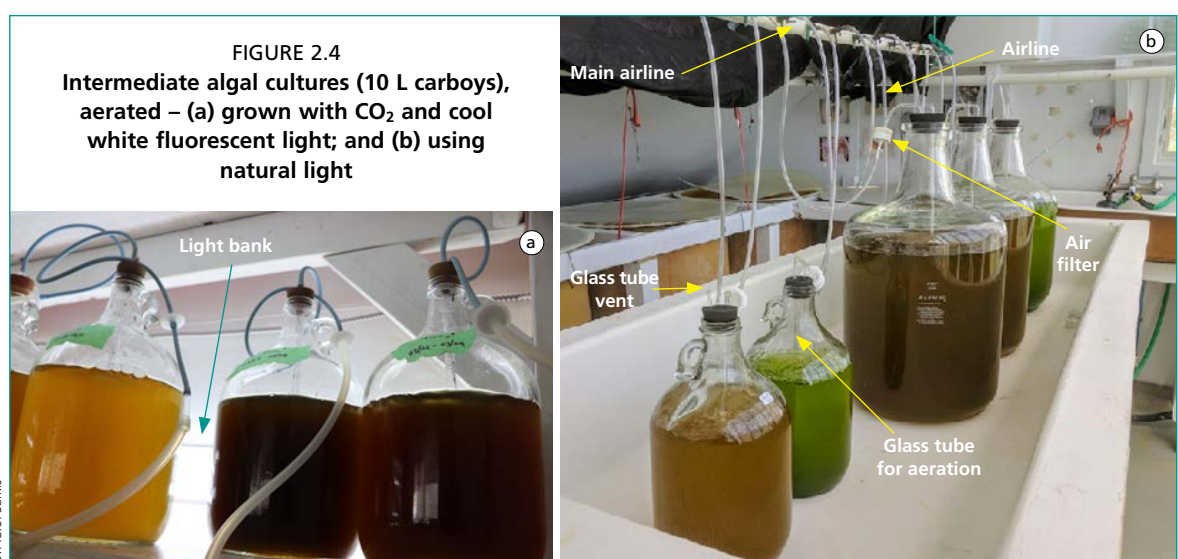 FIGURE 2.4
Intermediate algal cultures (10 L carboys),
aerated – (a) grown with CO₂ and cool
white fluorescent light; and (b) using
natural light
a
Light bank
b
Main airline
Airline
Air
filter
Glass tube
vent
Glass tube
for aeration